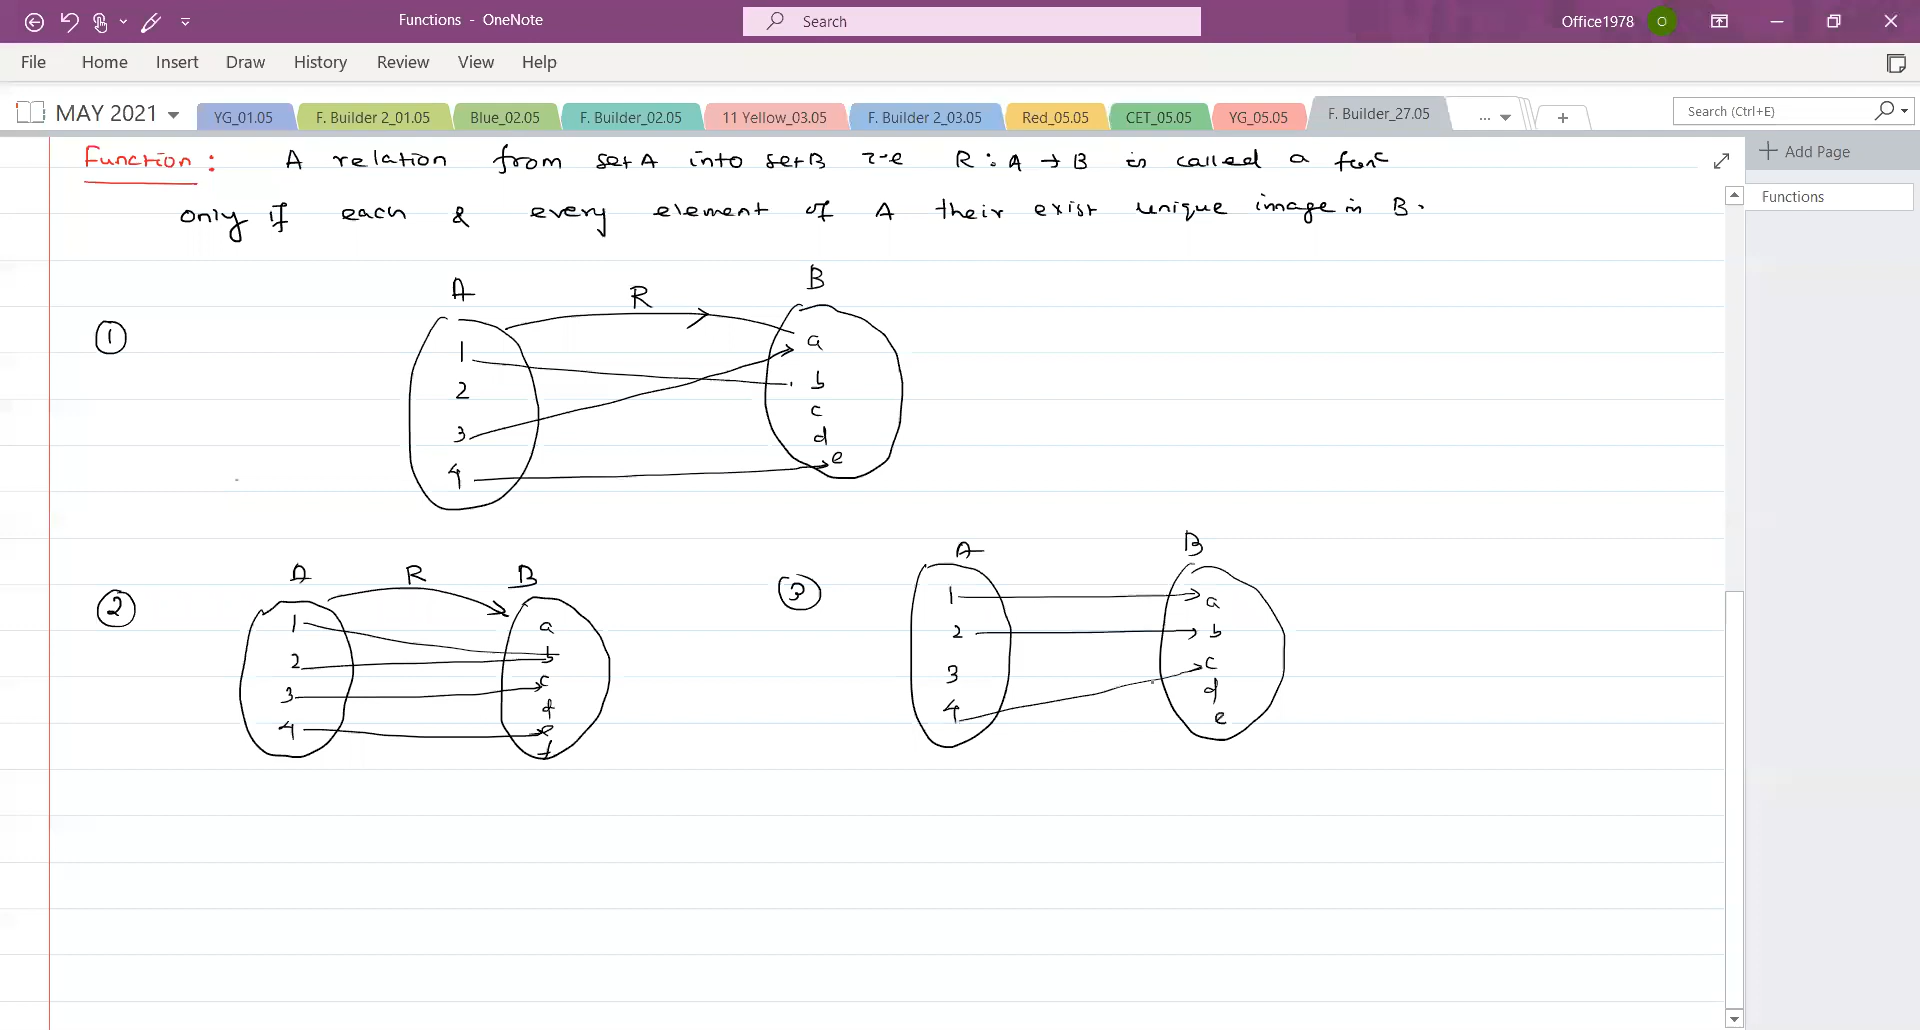 Functions - OneNote
Search
Office1978 O
File Home Insert Draw History Review View Help
MAY 2021 YG_01.05 F. Builder 2_01.05 Blue_02.05 F. Builder_02.05 11 Yellow_03.05 F. Builder 2_03.05 Red_05.05 CET_05.05 YG_05.05 F. Builder_27.05 ... + Search (Ctrl+E)
+ Add Page
Functions
Function : A relation from set A into set B i-e R : A → B is called a func
only if each & every element of A their exist unique image in B.
① A R B
1 a
2 b
3 c
4 d
e
② A R B
1 a
2 b
3 c
4 d
e
f
③ A B
1 a
2 b
3 c
4 d
e